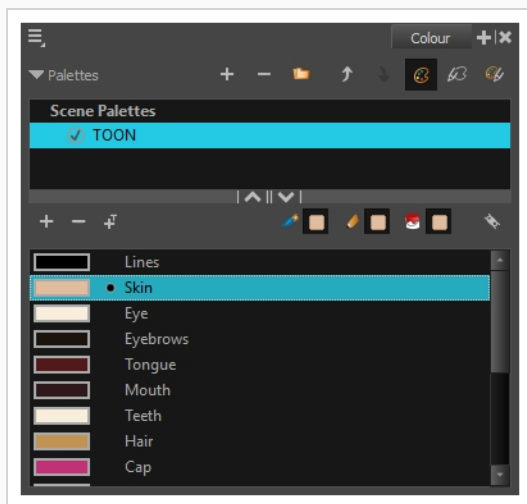 Colour
Palettes
Scene Palettes
TOON
Lines
Skin
Eye
Eyebrows
Tongue
Mouth
Teeth
Hair
Cap